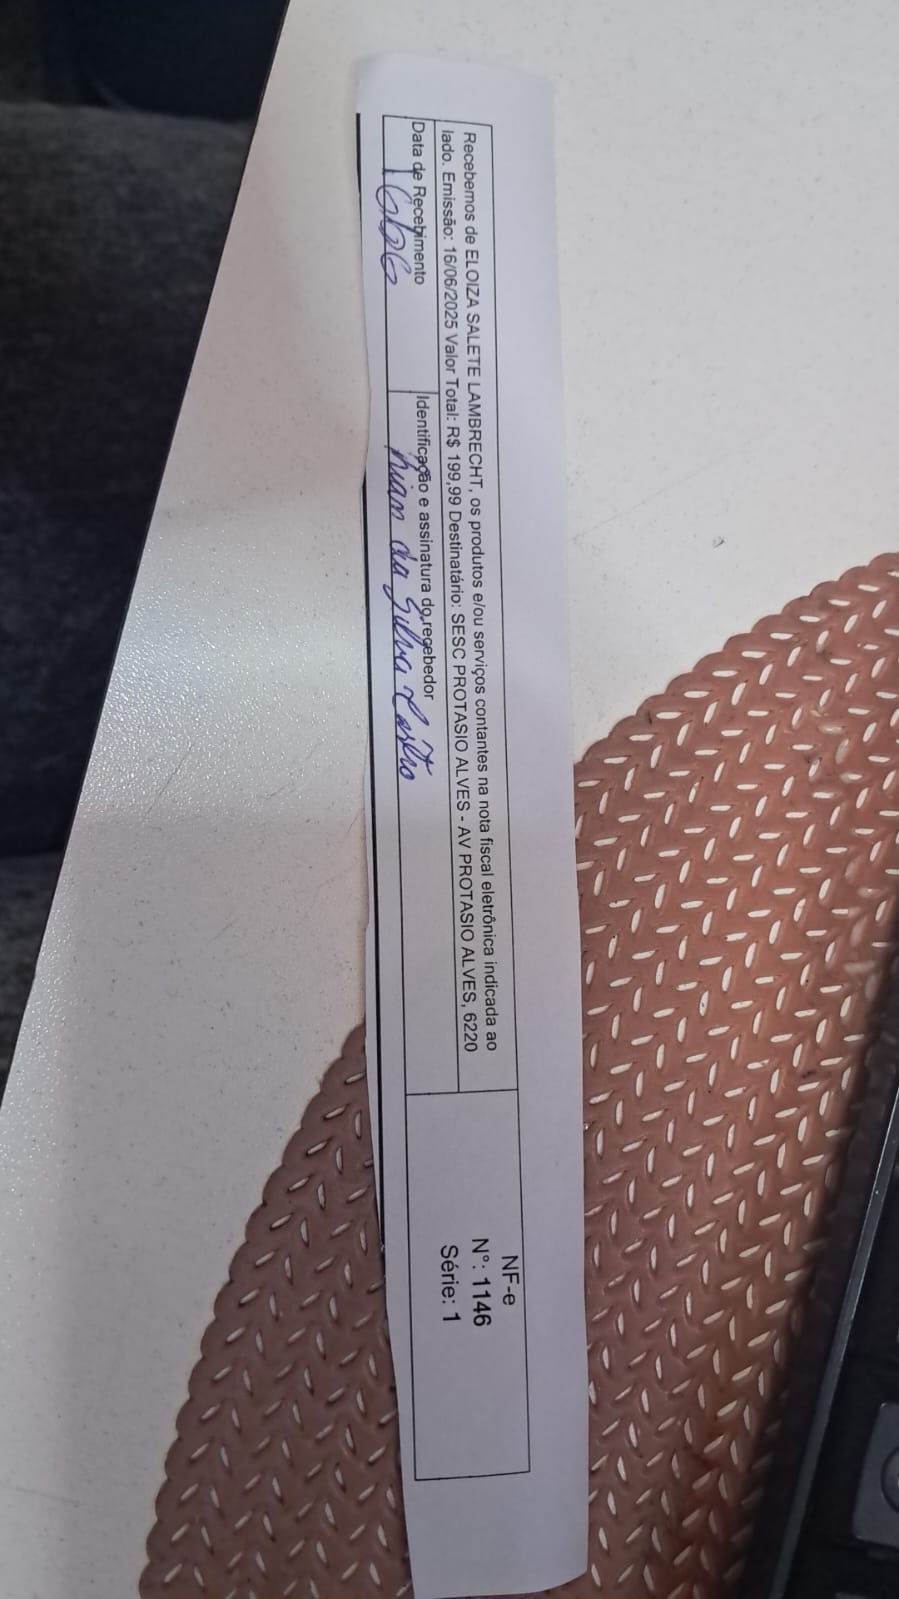 Recebemos de ELOIZA SALETE LAMBRECHT, os produtos e/ou serviços contantes na nota fiscal eletrônica indicada ao
lado. Emissão: 16/06/2025 Valor Total: R$ 199,99 Destinatário: SESC PROTASIO ALVES - AV PROTASIO ALVES, 6220
Data de Recebimento
Identificação e assinatura do recebedor
da Silva Castro
NF-e
Nº: 1146
Série: 1